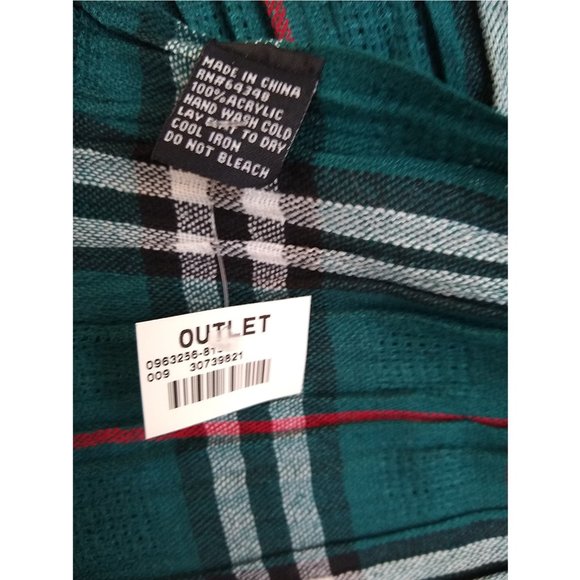 MADE IN CHINA
RN#64348
100% ACRYLIC
HAND WASH COLD
LAY FLAT TO DRY
COOL IRON
DO NOT BLEACH
OUTLET
009 30739821